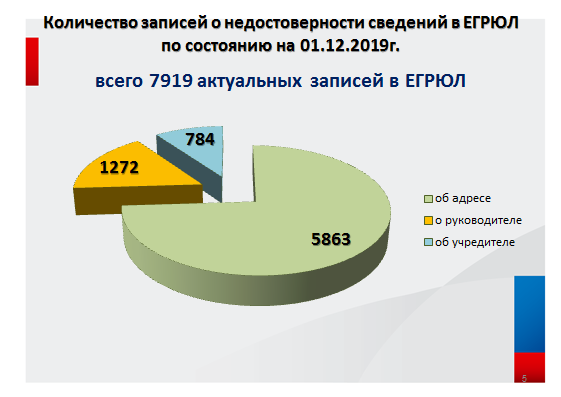 Количество записей о недостоверности сведений в ЕГРЮЛ
по состоянию на 01.12.2019г.
всего 7919 актуальных записей в ЕГРЮЛ
784
1272
5863
об адресе
о руководителе
об учредителе
5